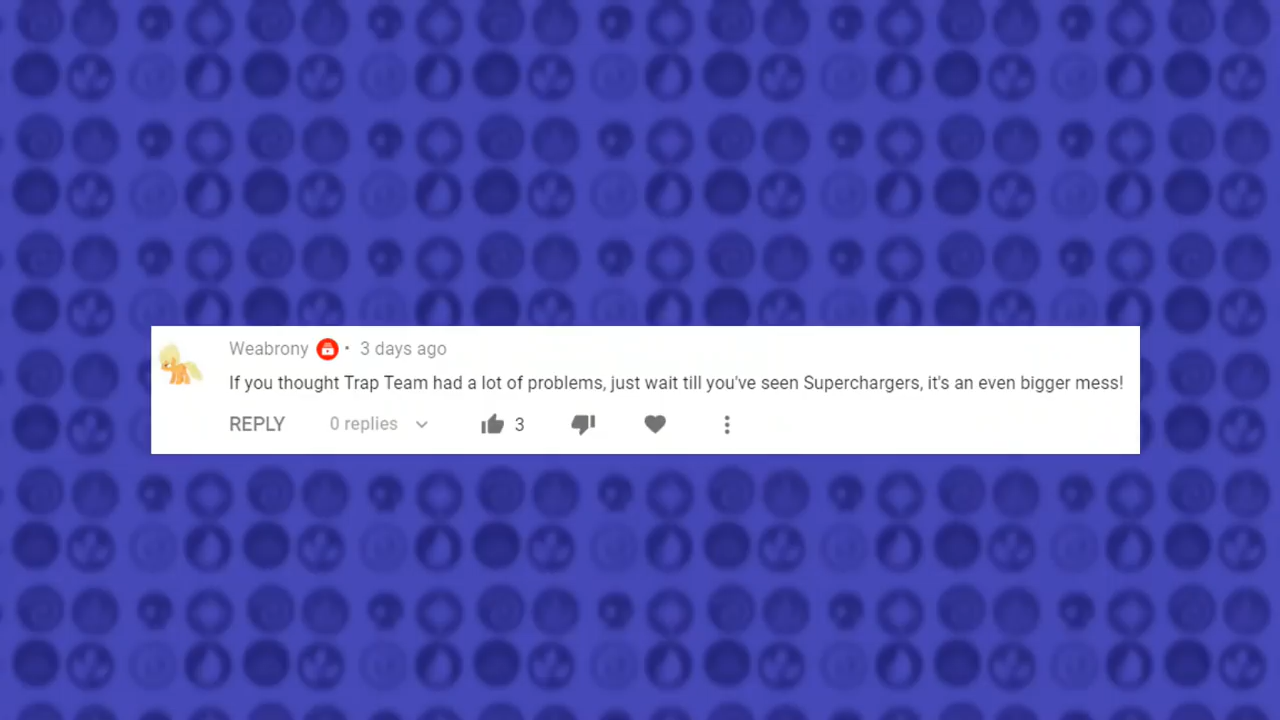 Weabrony • 3 days ago
If you thought Trap Team had a lot of problems, just wait till you've seen Superchargers, it's an even bigger mess!
REPLY 0 replies 3